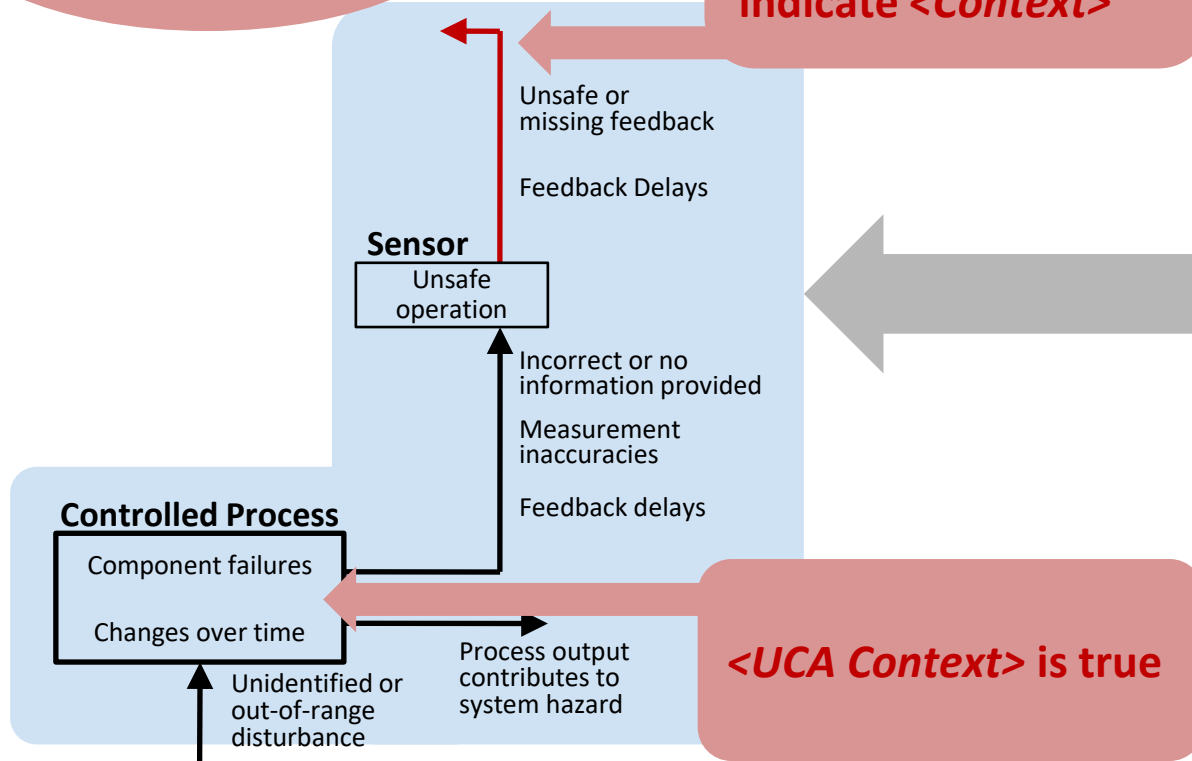 indicate <Context>
Unsafe or
missing feedback
Feedback Delays
Sensor
Unsafe
operation
Incorrect or no
information provided
Measurement
inaccuracies
Feedback delays
Controlled Process
Component failures
Changes over time
Process output
contributes to
system hazard
<UCA Context> is true
Unidentified or
out-of-range
disturbance